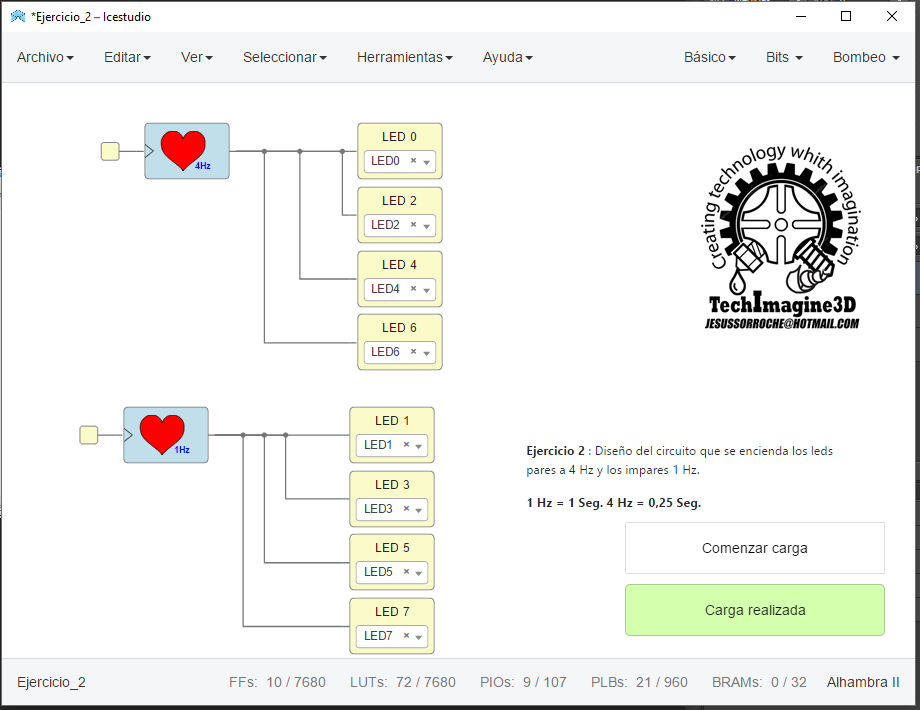 *Ejercicio_2 – Icestudio
Archivo Editar Ver Seleccionar Herramientas Ayuda Básico Bits Bombeo
4Hz
LED 0
LED0 ×
LED 2
LED2 ×
LED 4
LED4 ×
LED 6
LED6 ×
Creating technology whith imagination
TechImagine3D
JESUSSORROCHE@HOTMAIL.COM
1Hz
LED 1
LED1 ×
LED 3
LED3 ×
LED 5
LED5 ×
LED 7
LED7 ×
Ejercicio 2 : Diseño del circuito que se encienda los leds
pares a 4 Hz y los impares 1 Hz.
1 Hz = 1 Seg. 4 Hz = 0,25 Seg.
Comenzar carga
Carga realizada
Ejercicio_2 FFs: 10 / 7680 LUTs: 72 / 7680 PIOs: 9 / 107 PLBs: 21 / 960 BRAMs: 0 / 32 Alhambra II